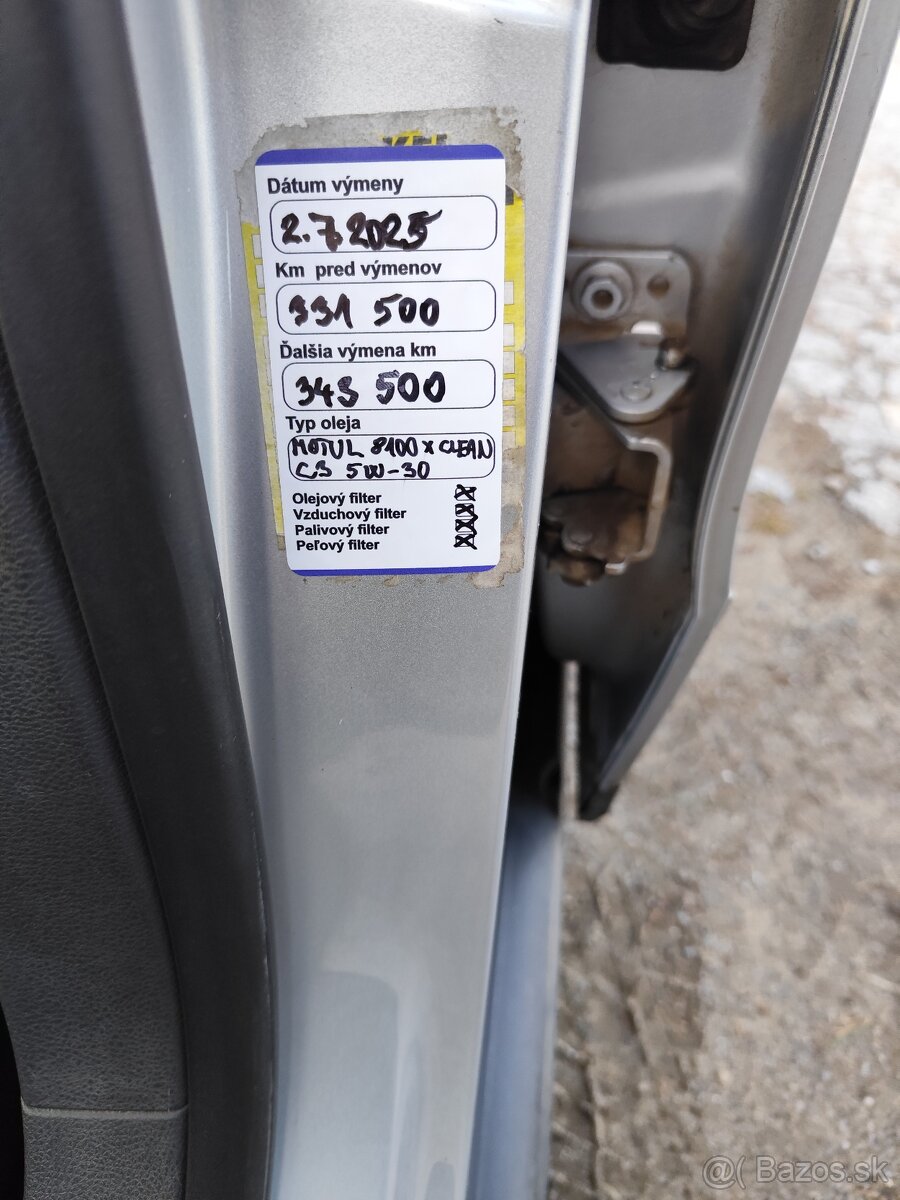 Dátum výmeny
2.7.2025
Km pred výmenov
331 500
Ďalšia výmena km
343 500
Typ oleja
MOTUL 8100 X CLEAN
C3 5W-30
Olejový filter X
Vzduchový filter X
Palivový filter X
Peľový filter X
@( Bazos.sk